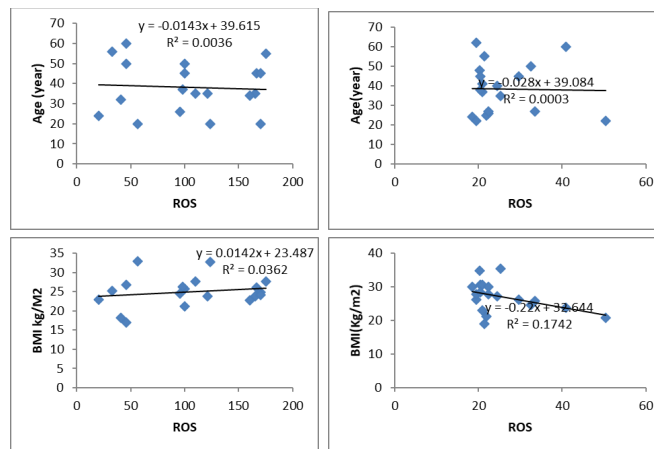 y = -0.0143x + 39.615
R² = 0.0036
Age (year)
70
60
50
40
30
20
10
0
0 50 100 150 200
ROS
y = -0.028x + 39.084
R² = 0.0003
Age(year)
70
60
50
40
30
20
10
0
0 20 40 60
ROS
y = 0.0142x + 23.487
R² = 0.0362
BMI kg/M2
35
30
25
20
15
10
5
0
0 50 100 150 200
ROS
R² = 0.1742
BMI(Kg/m2)
40
30
20
10
0
0 20 40 60
ROS